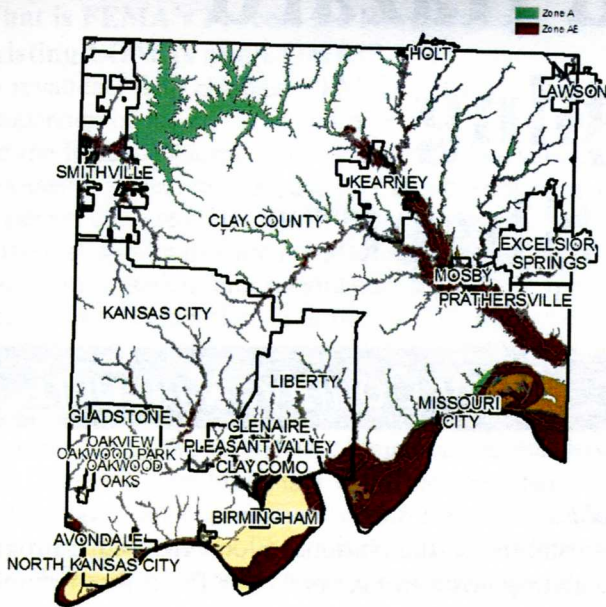 Zone A
Zone AE
HOLT
LAWSON
SMITHVILLE
KEARNEY
CLAY COUNTY
EXCELSIOR
SPRINGS
MOSBY
PRATHERSVILLE
KANSAS CITY
LIBERTY
MISSOURI
CITY
GLADSTONE
GLENAIRE
OAKVIEW
PLEASANT VALLEY
OAKWOOD PARK
OAKWOOD
CLAYCOMO
OAKS
BIRMINGHAM
AVONDALE
NORTH KANSAS CITY